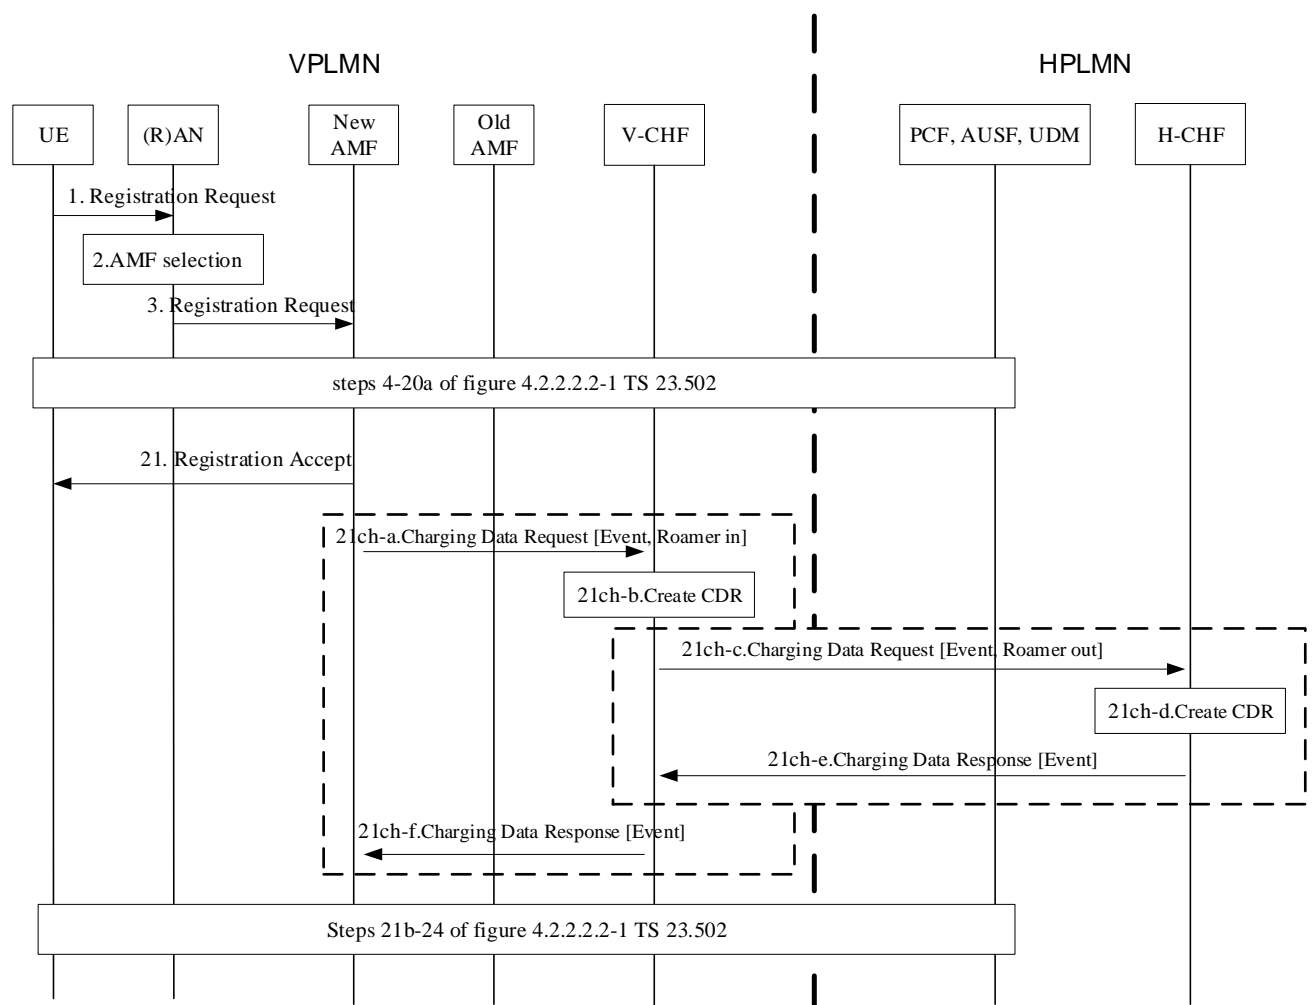 VPLMN
HPLMN
UE
(R)AN
New
AMF
Old
AMF
V-CHF
PCF, AUSF, UDM
H-CHF
1. Registration Request
2.AMF selection
3. Registration Request
steps 4-20a of figure 4.2.2.2.2-1 TS 23.502
21. Registration Accept
21ch-a.Charging Data Request [Event, Roamer in]
21ch-b.Create CDR
21ch-c.Charging Data Request [Event, Roamer out]
21ch-d.Create CDR
21ch-e.Charging Data Response [Event]
21ch-f.Charging Data Response [Event]
Steps 21b-24 of figure 4.2.2.2.2-1 TS 23.502